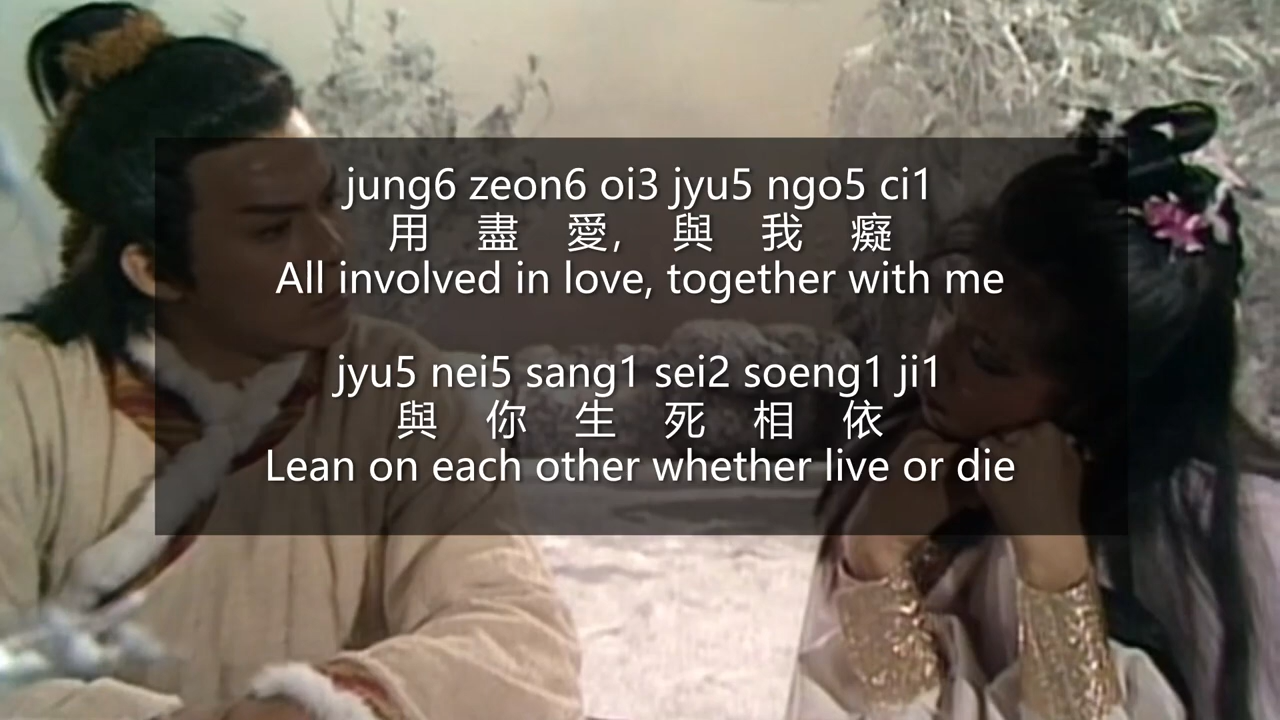 jung6 zeon6 oi3 jyu5 ngo5 ci1
用 盡 愛, 與 我 癡
All involved in love, together with me
jyu5 nei5 sang1 sei2 soeng1 ji1
與 你 生 死 相 依
Lean on each other whether live or die